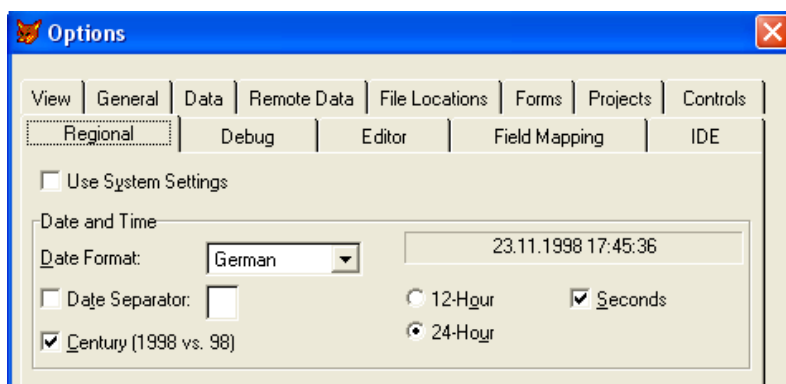 Options
View General Data Remote Data File Locations Forms Projects Controls
Regional Debug Editor Field Mapping IDE
Use System Settings
Date and Time
Date Format: German 23.11.1998 17:45:36
Date Separator: 12-Hour Seconds
Century (1998 vs. 98) 24-Hour